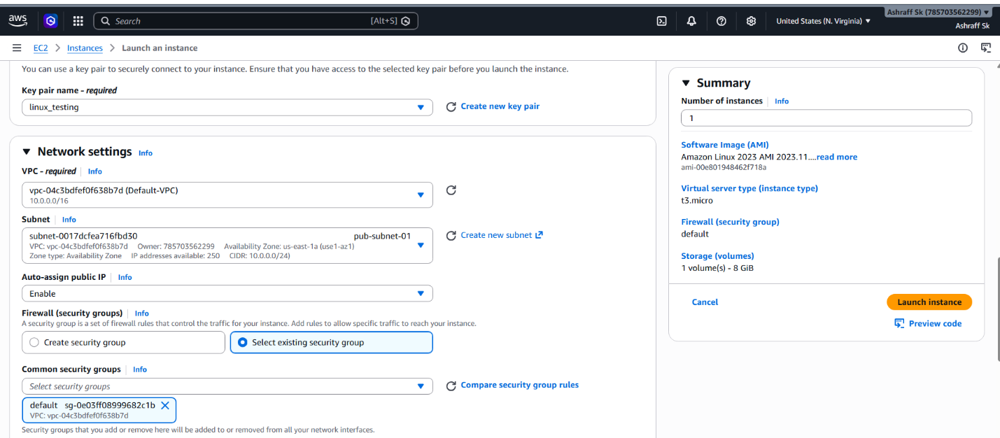 aws
Search [Alt+S]
United States (N. Virginia)
Ashraff Sk (785703562299)
Ashraff Sk
EC2 > Instances > Launch an instance
You can use a key pair to securely connect to your instance. Ensure that you have access to the selected key pair before you launch the instance.
Key pair name - required
linux_testing
Create new key pair
Network settings Info
VPC - required Info
vpc-04c3bdfef0f638b7d (Default-VPC)
10.0.0.0/16
Subnet Info
subnet-0017dcfea716fbd30 pub-subnet-01
VPC: vpc-04c3bdfef0f638b7d Owner: 785703562299 Availability Zone: us-east-1a (use1-az1)
Zone type: Availability Zone IP addresses available: 250 CIDR: 10.0.0.0/24)
Create new subnet
Auto-assign public IP Info
Enable
Firewall (security groups) Info
A security group is a set of firewall rules that control the traffic for your instance. Add rules to allow specific traffic to reach your instance.
Create security group
Select existing security group
Common security groups Info
Select security groups
Compare security group rules
default sg-0e03ff08999682c1b
VPC: vpc-04c3bdfef0f638b7d
Security groups that you add or remove here will be added to or removed from all your network interfaces.
Summary
Number of instances Info
1
Software Image (AMI)
Amazon Linux 2023 AMI 2023.11....read more
ami-00e801948462f718a
Virtual server type (instance type)
t3.micro
Firewall (security group)
default
Storage (volumes)
1 volume(s) - 8 GiB
Cancel
Launch instance
Preview code